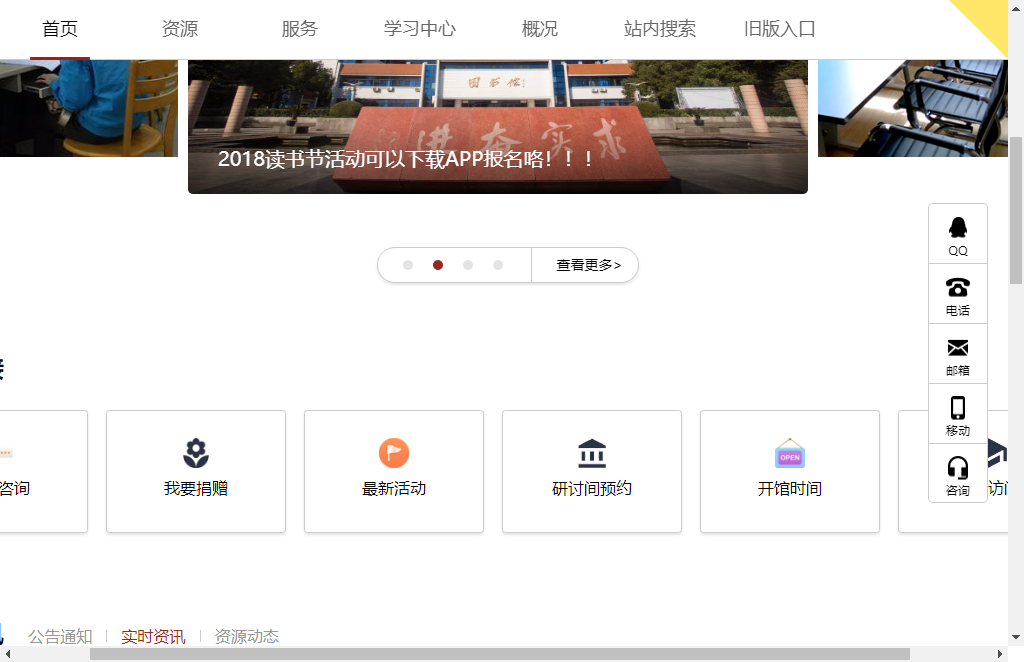 首页 资源 服务 学习中心 概况 站内搜索 旧版入口
图书馆
进 奋 实 求
2018读书节活动可以下载APP报名咯！！！
查看更多>
QQ
电话
邮箱
移动
咨询
咨询 我要捐赠 最新活动 研讨间预约 开馆时间 访
OPEN
公告通知 实时资讯 资源动态